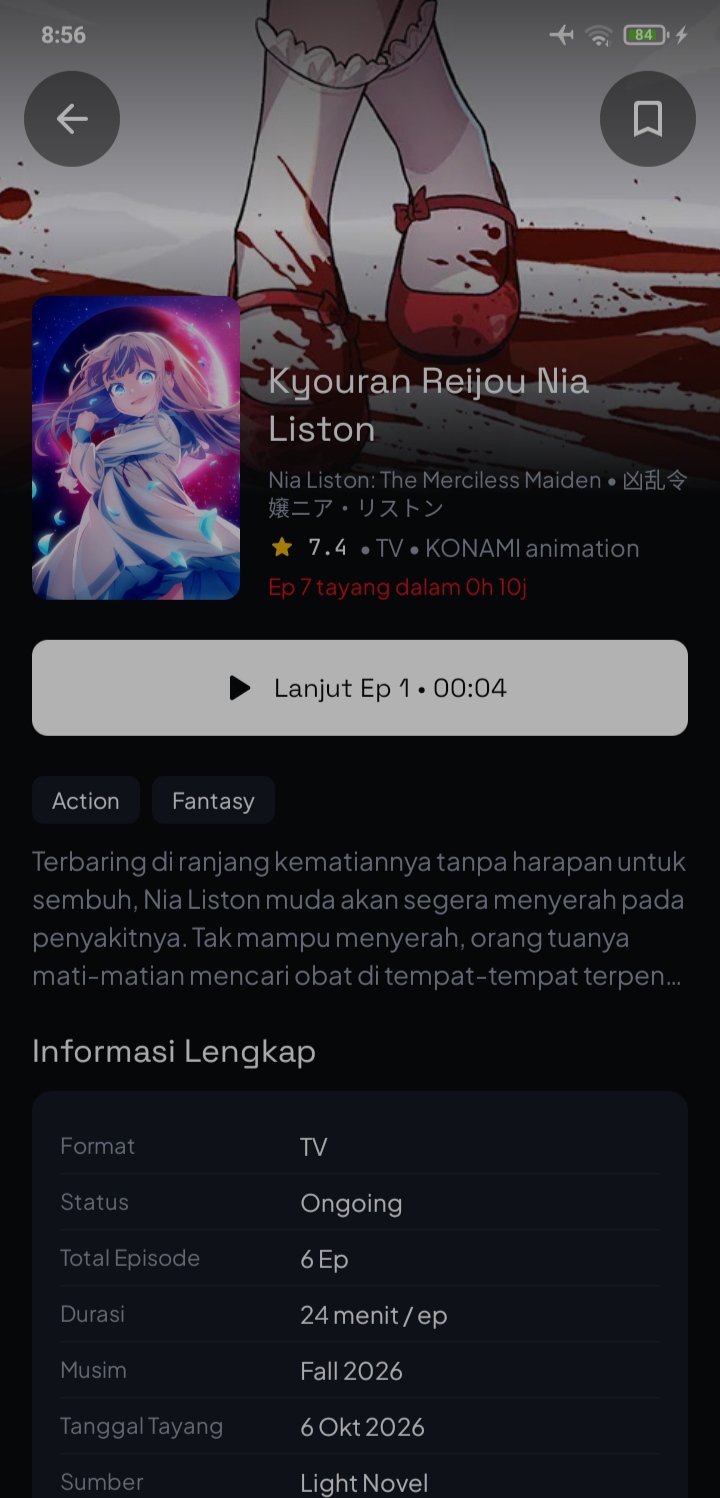 8:56
84
Kyouran Reijou Nia
Liston
Nia Liston: The Merciless Maiden • 凶乱令
嬢ニア・リストン
7.4 • TV • KONAMI animation
Ep 7 tayang dalam 0h 10j
Lanjut Ep 1 • 00:04
Action
Fantasy
Terbaring di ranjang kematiannya tanpa harapan untuk
sembuh, Nia Liston muda akan segera menyerah pada
penyakitnya. Tak mampu menyerah, orang tuanya
mati-matian mencari obat di tempat-tempat terpen...
Informasi Lengkap
Format TV
Status Ongoing
Total Episode 6 Ep
Durasi 24 menit / ep
Musim Fall 2026
Tanggal Tayang 6 Okt 2026
Sumber Light Novel